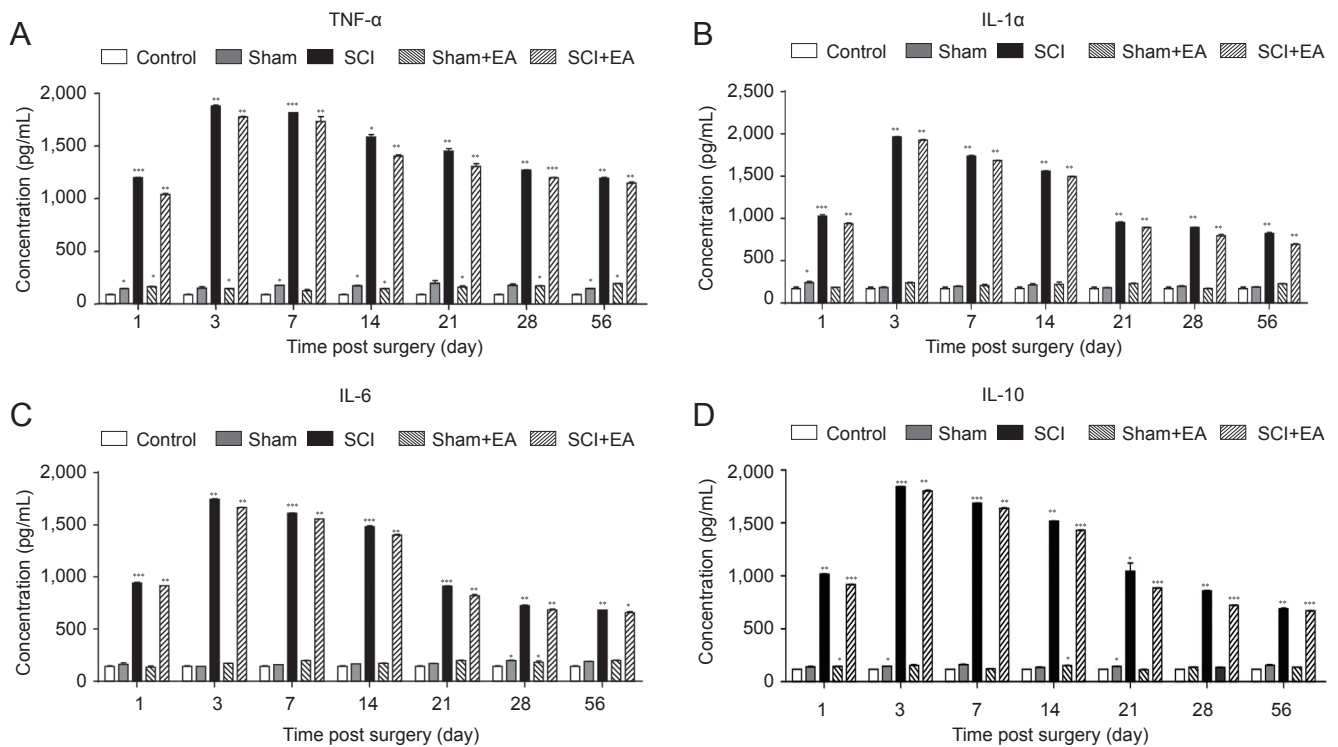 A
TNF-α
Control Sham SCI Sham+EA SCI+EA
Concentration (pg/mL)
2,000
1,500
1,000
500
0
*** * ** * **
** ** *
*** ** *
* ** * *
** ** *
** *** *
** ** * *
1 3 7 14 21 28 56
Time post surgery (day)
B
IL-1α
Control Sham SCI Sham+EA SCI+EA
Concentration (pg/mL)
2,500
2,000
1,500
1,000
500
0
* *** **
** **
** **
** **
** **
** **
** **
1 3 7 14 21 28 56
Time post surgery (day)
C
IL-6
Control Sham SCI Sham+EA SCI+EA
Concentration (pg/mL)
2,000
1,500
1,000
500
0
*** **
** **
*** **
*** **
*** **
* ** * **
** *
1 3 7 14 21 28 56
Time post surgery (day)
D
IL-10
Control Sham SCI Sham+EA SCI+EA
Concentration (pg/mL)
2,000
1,500
1,000
500
0
** * ***
* *** **
*** **
** * ***
* * ***
** ***
** ***
1 3 7 14 21 28 56
Time post surgery (day)